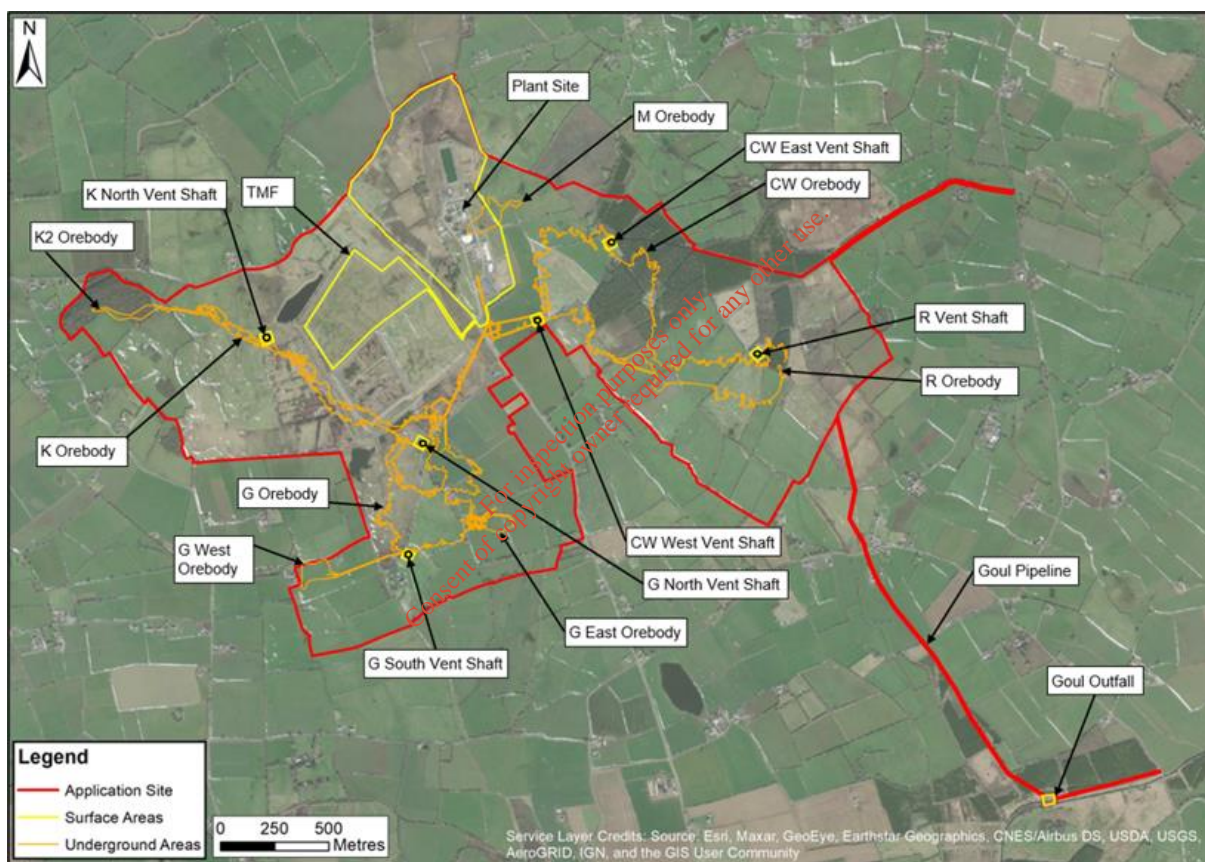 N
Plant Site
M Orebody
CW East Vent Shaft
CW Orebody
K North Vent Shaft
TMF
K2 Orebody
R Vent Shaft
R Orebody
K Orebody
G Orebody
G West
Orebody
CW West Vent Shaft
G North Vent Shaft
Goul Pipeline
G East Orebody
G South Vent Shaft
Goul Outfall
For inspection purposes only.
Consent of copyright owner required for any other use.
Legend
Application Site
Surface Areas
Underground Areas
0 250 500
Metres
Service Layer Credits: Source: Esri, Maxar, GeoEye, Earthstar Geographics, CNES/Airbus DS, USDA, USGS,
AeroGRID, IGN, and the GIS User Community